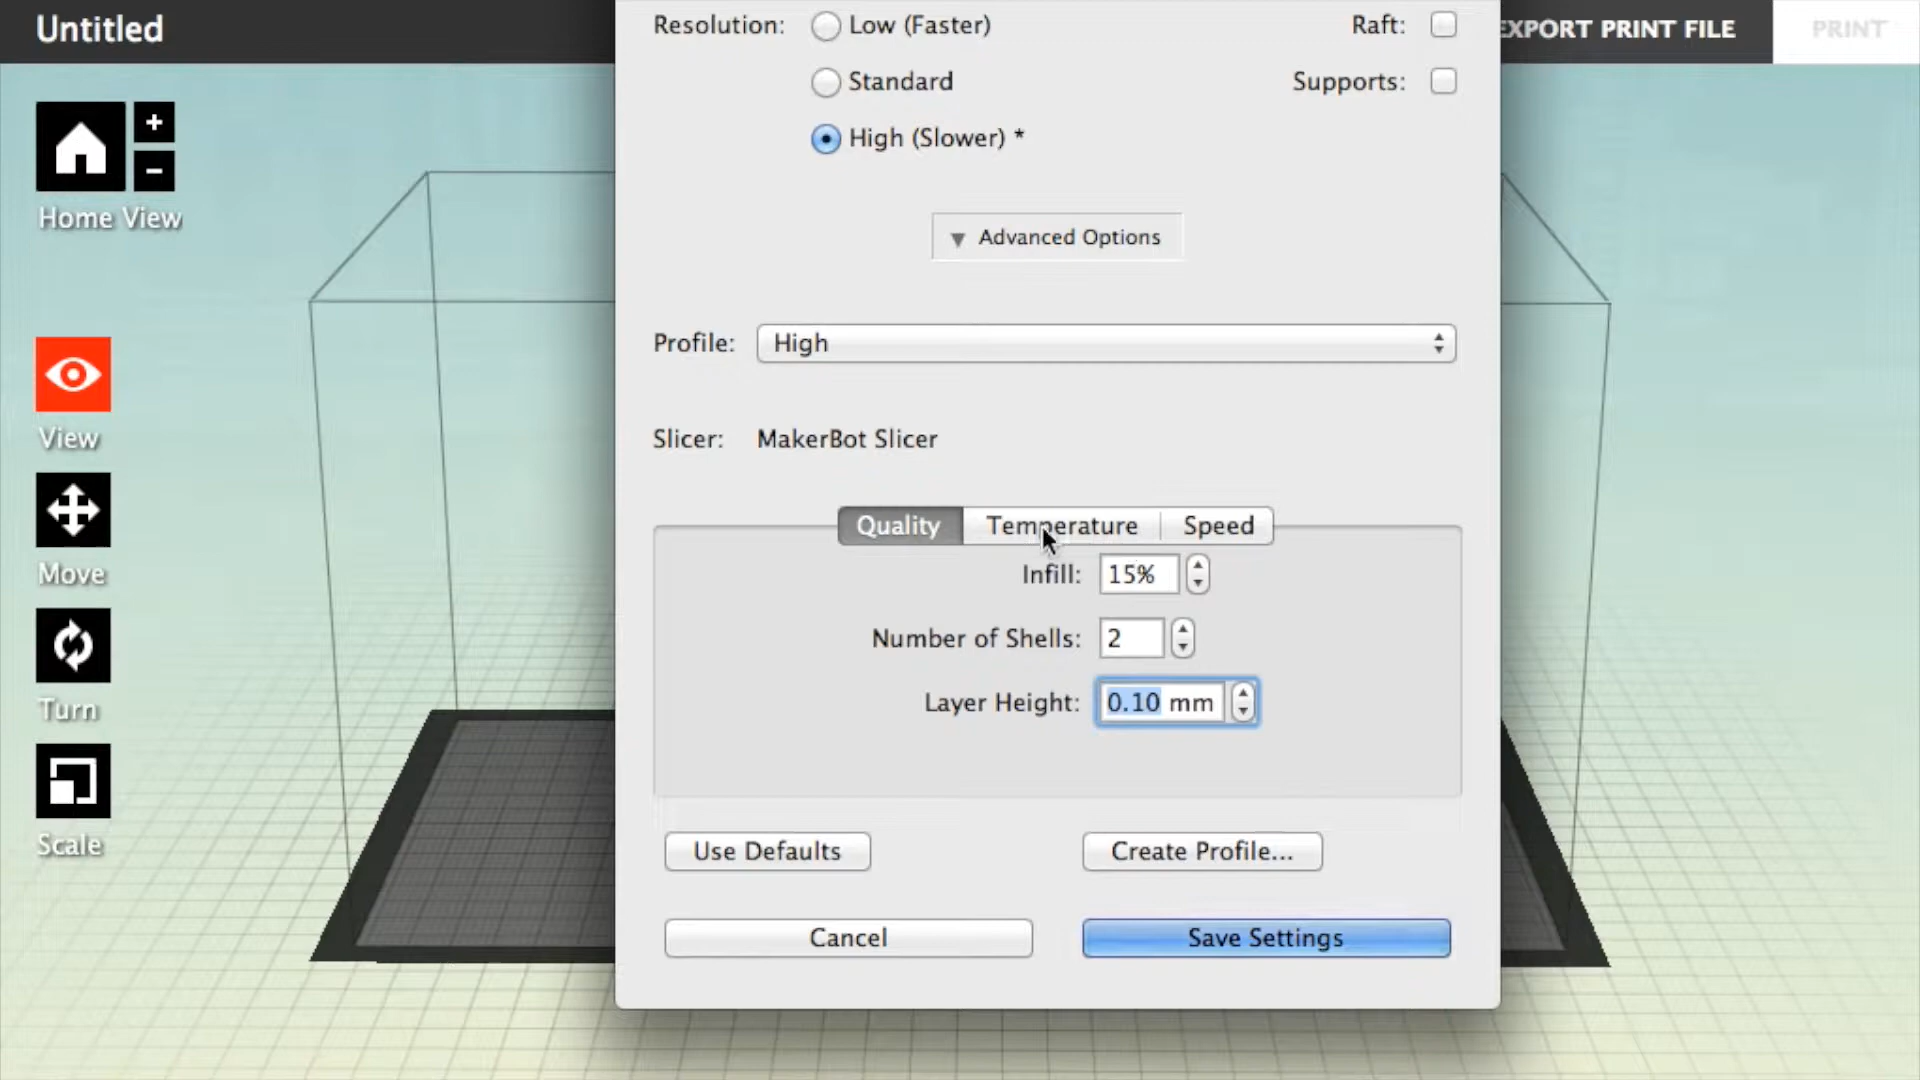 Untitled
Resolution: Low (Faster) Raft:
EXPORT PRINT FILE
PRINT
Standard Supports:
High (Slower) *
+
-
Home View
Advanced Options
Profile: High
View
Slicer: MakerBot Slicer
Quality Temperature Speed
Infill: 15%
Move
Number of Shells: 2
Layer Height: 0.10 mm
Turn
Scale
Use Defaults Create Profile...
Cancel Save Settings